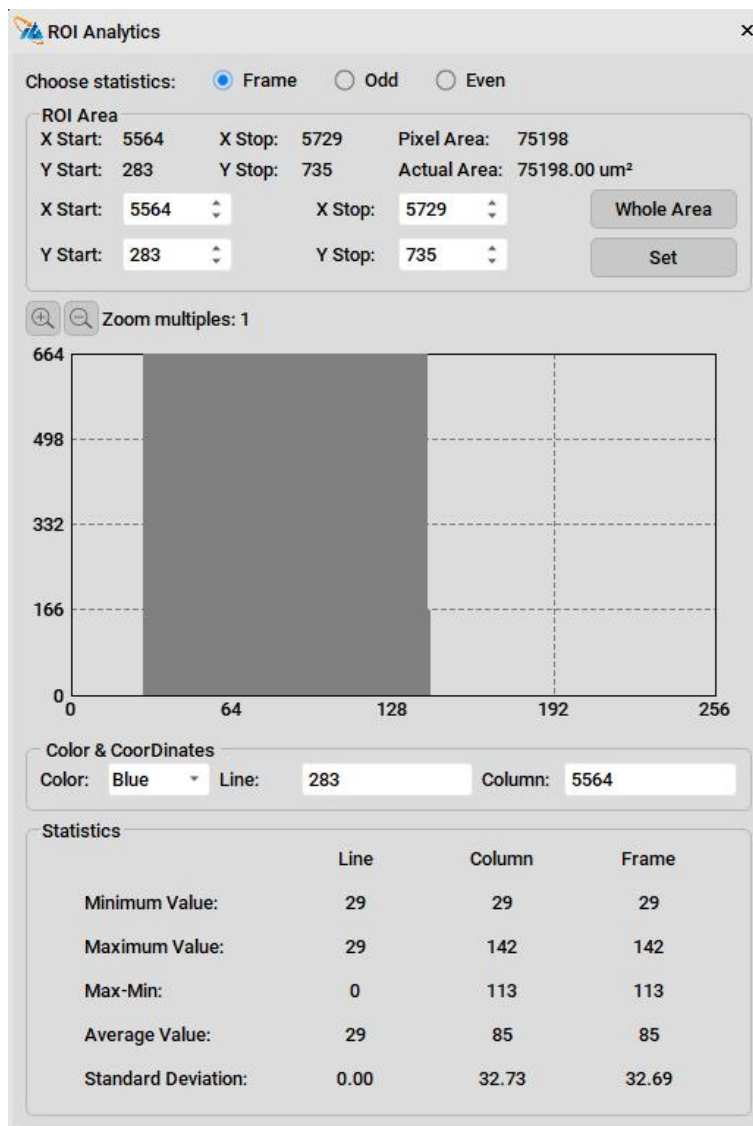 ROI Analytics
Choose statistics: Frame Odd Even
ROI Area
X Start: 5564 X Stop: 5729 Pixel Area: 75198
Y Start: 283 Y Stop: 735 Actual Area: 75198.00 um²
X Start: 5564 X Stop: 5729 Whole Area
Y Start: 283 Y Stop: 735 Set
Zoom multiples: 1
664
498
332
166
0
0 64 128 192 256
Color & CoorDinates
Color: Blue Line: 283 Column: 5564
Statistics
Line Column Frame
Minimum Value: 29 29 29
Maximum Value: 29 142 142
Max-Min: 0 113 113
Average Value: 29 85 85
Standard Deviation: 0.00 32.73 32.69